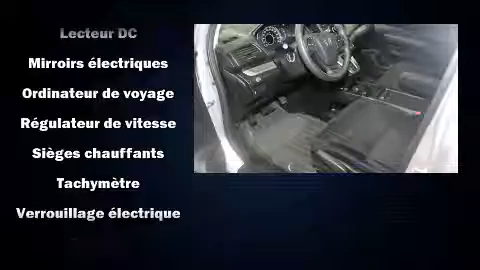 Lecteur DC
Mirroirs électriques
Ordinateur de voyage
Régulateur de vitesse
Sièges chauffants
Tachymètre
Verrouillage électrique